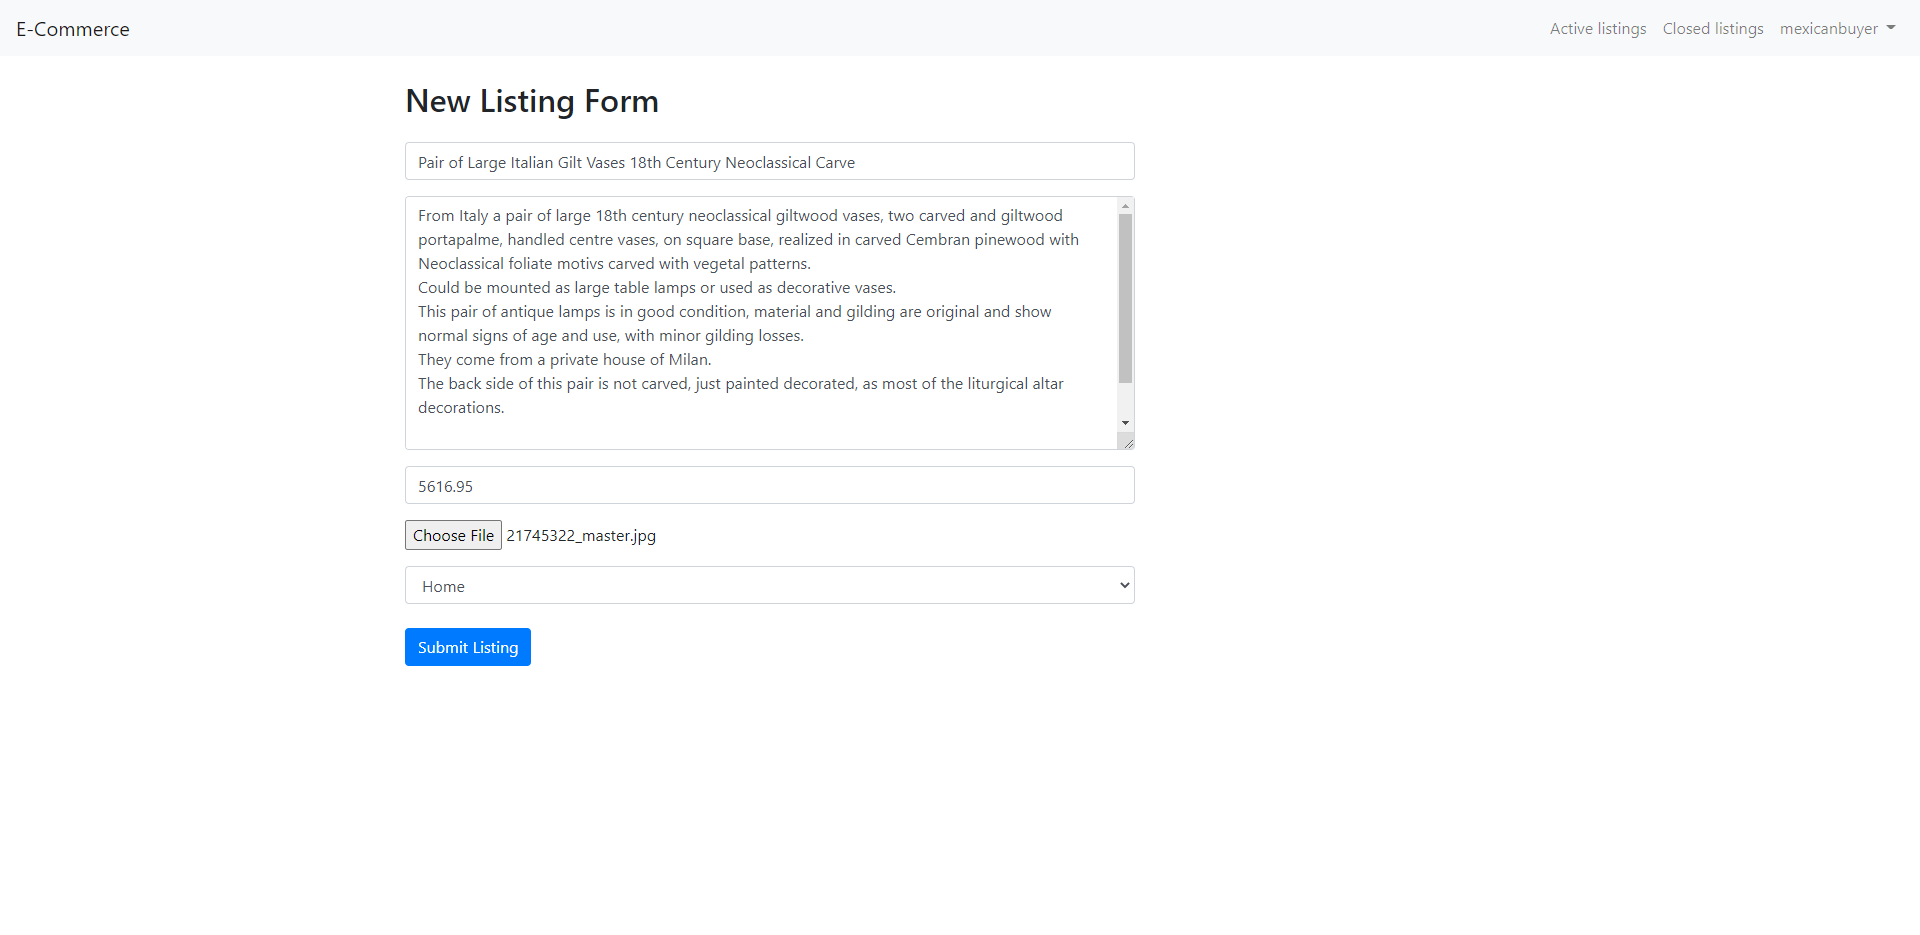 E-Commerce
Active listings
Closed listings
mexicanbuyer
New Listing Form
Pair of Large Italian Gilt Vases 18th Century Neoclassical Carve
From Italy a pair of large 18th century neoclassical giltwood vases, two carved and giltwood
portapalme, handled centre vases, on square base, realized in carved Cembran pinewood with
Neoclassical foliate motivs carved with vegetal patterns.
Could be mounted as large table lamps or used as decorative vases.
This pair of antique lamps is in good condition, material and gilding are original and show
normal signs of age and use, with minor gilding losses.
They come from a private house of Milan.
The back side of this pair is not carved, just painted decorated, as most of the liturgical altar
decorations.
5616.95
Choose File 21745322_master.jpg
Home
Submit Listing